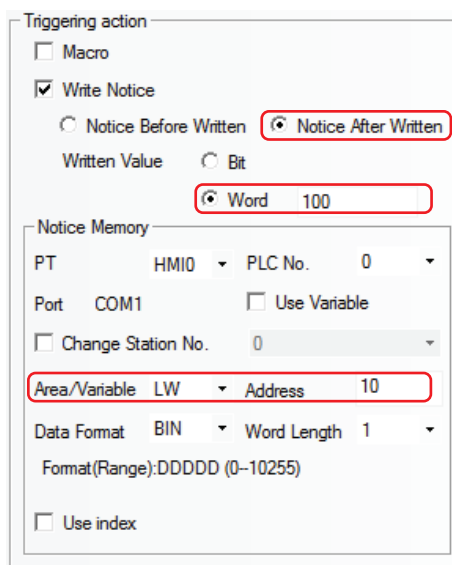 Triggering action
Macro
Write Notice
Notice Before Written Notice After Written
Written Value Bit
Word 100
Notice Memory
PT HMI0 PLC No. 0
Port COM1 Use Variable
Change Station No. 0
Area/Variable LW Address 10
Data Format BIN Word Length 1
Format(Range):DDDDD (0--10255)
Use index